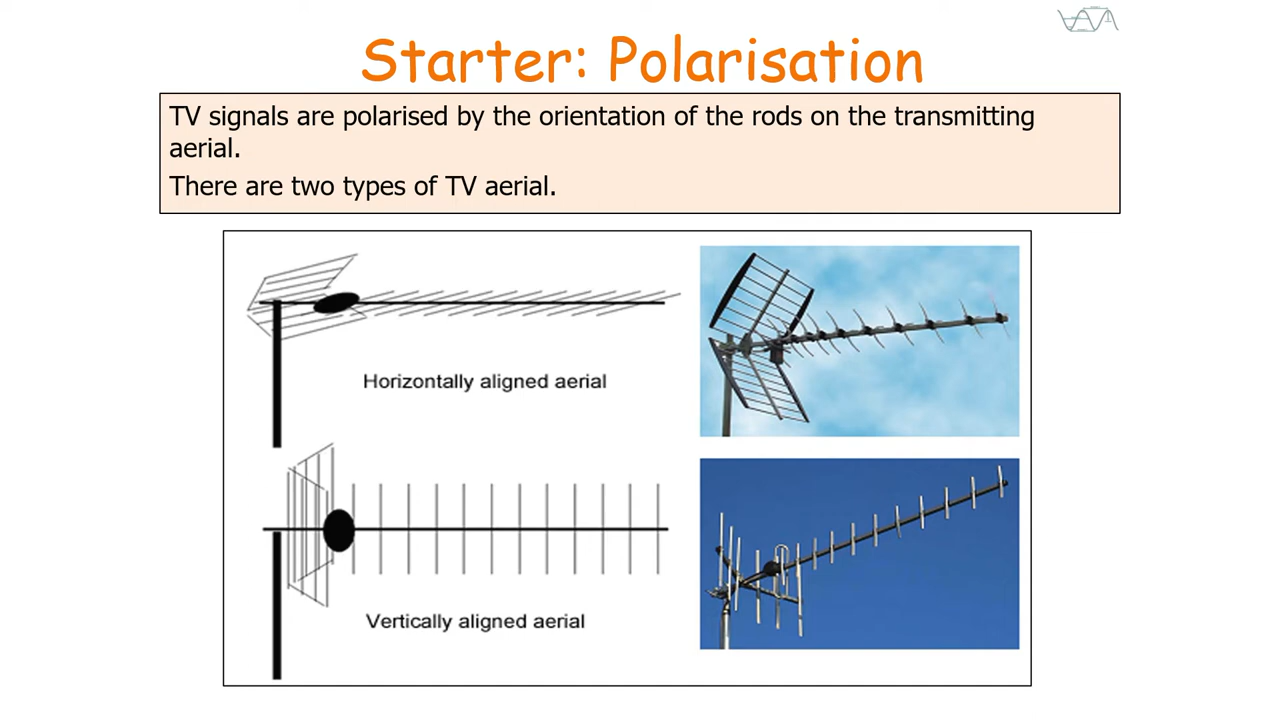 Starter: Polarisation
TV signals are polarised by the orientation of the rods on the transmitting
aerial.
There are two types of TV aerial.
Horizontally aligned aerial
Vertically aligned aerial